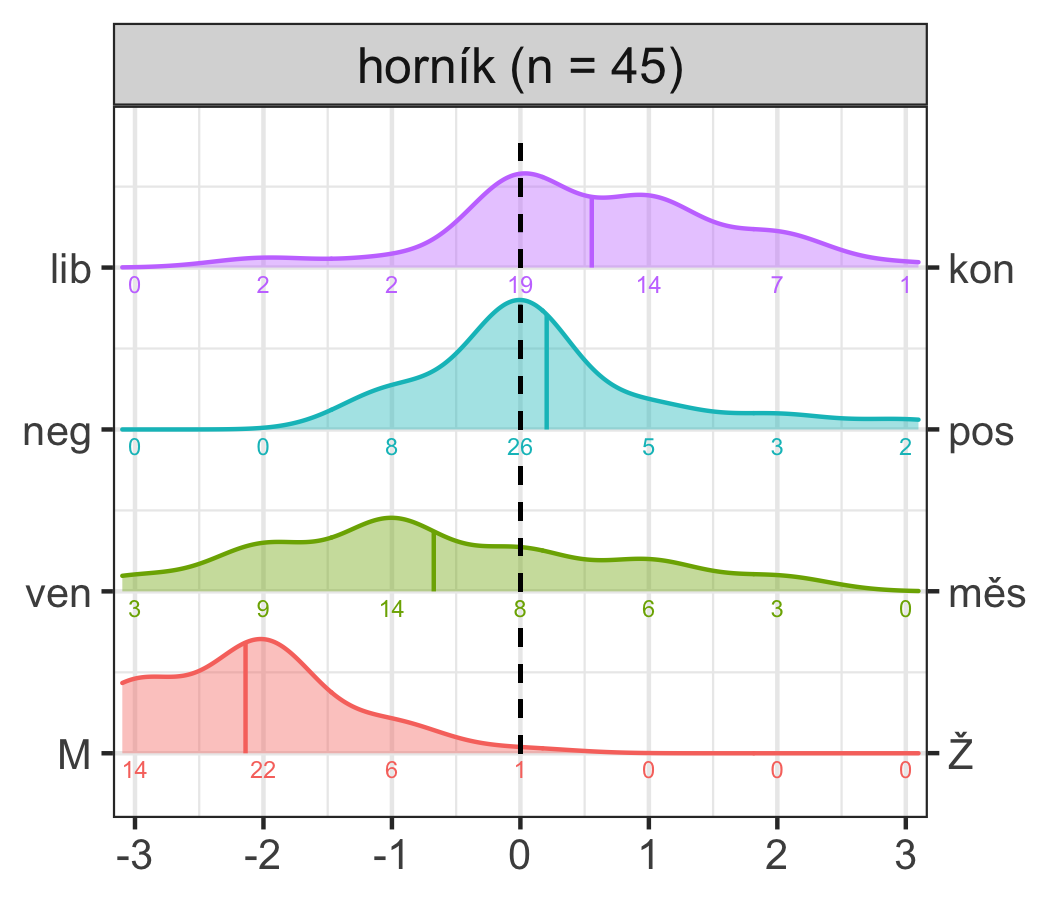 horník (n = 45)
lib kon
0 2 2 19 14 7 1
neg pos
0 0 8 26 5 3 2
ven měs
3 9 14 8 6 3 0
M Ž
14 22 6 1 0 0 0
-3 -2 -1 0 1 2 3